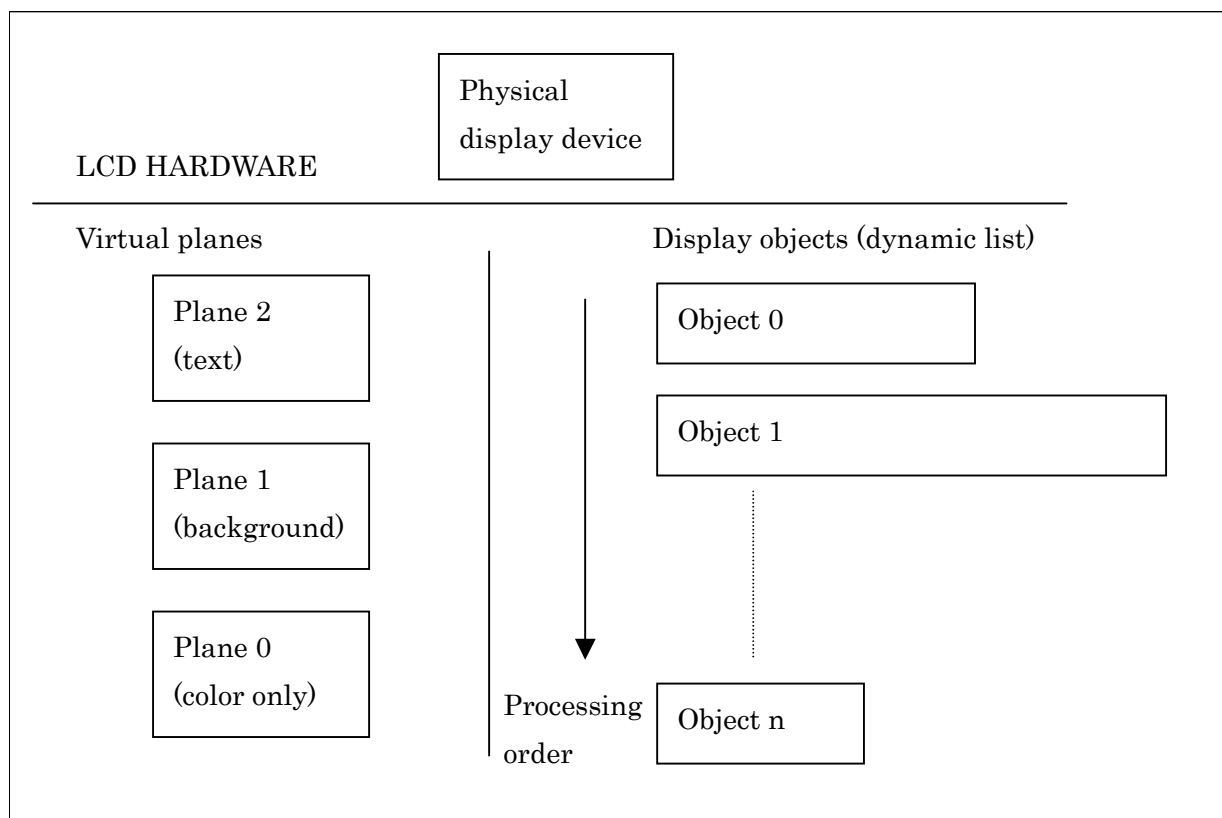 Physical
display device
LCD HARDWARE
Virtual planes
Display objects (dynamic list)
Plane 2
(text)
Object 0
Object 1
Plane 1
(background)
Plane 0
(color only)
Processing
order
Object n